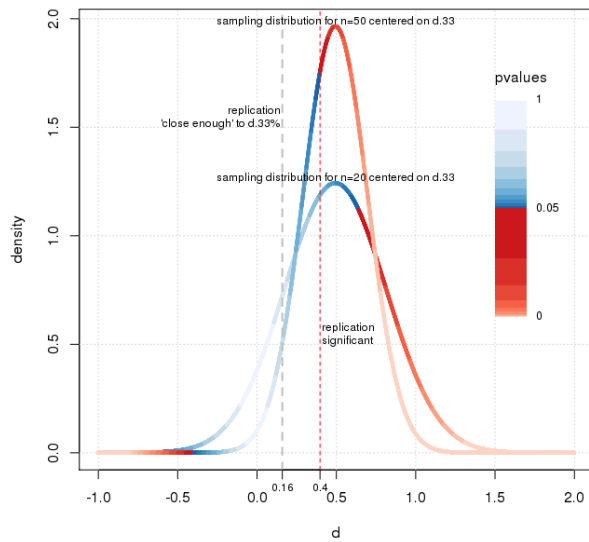 sampling distribution for n=50 centered on d.33
pvalues
1
0.05
0
replication
'close enough' to d.33%
sampling distribution for n=20 centered on d.33
replication
significant
density
2.0
1.5
1.0
0.5
0.0
-1.0 -0.5 0.0 0.5 1.0 1.5 2.0
0.16 0.4
d